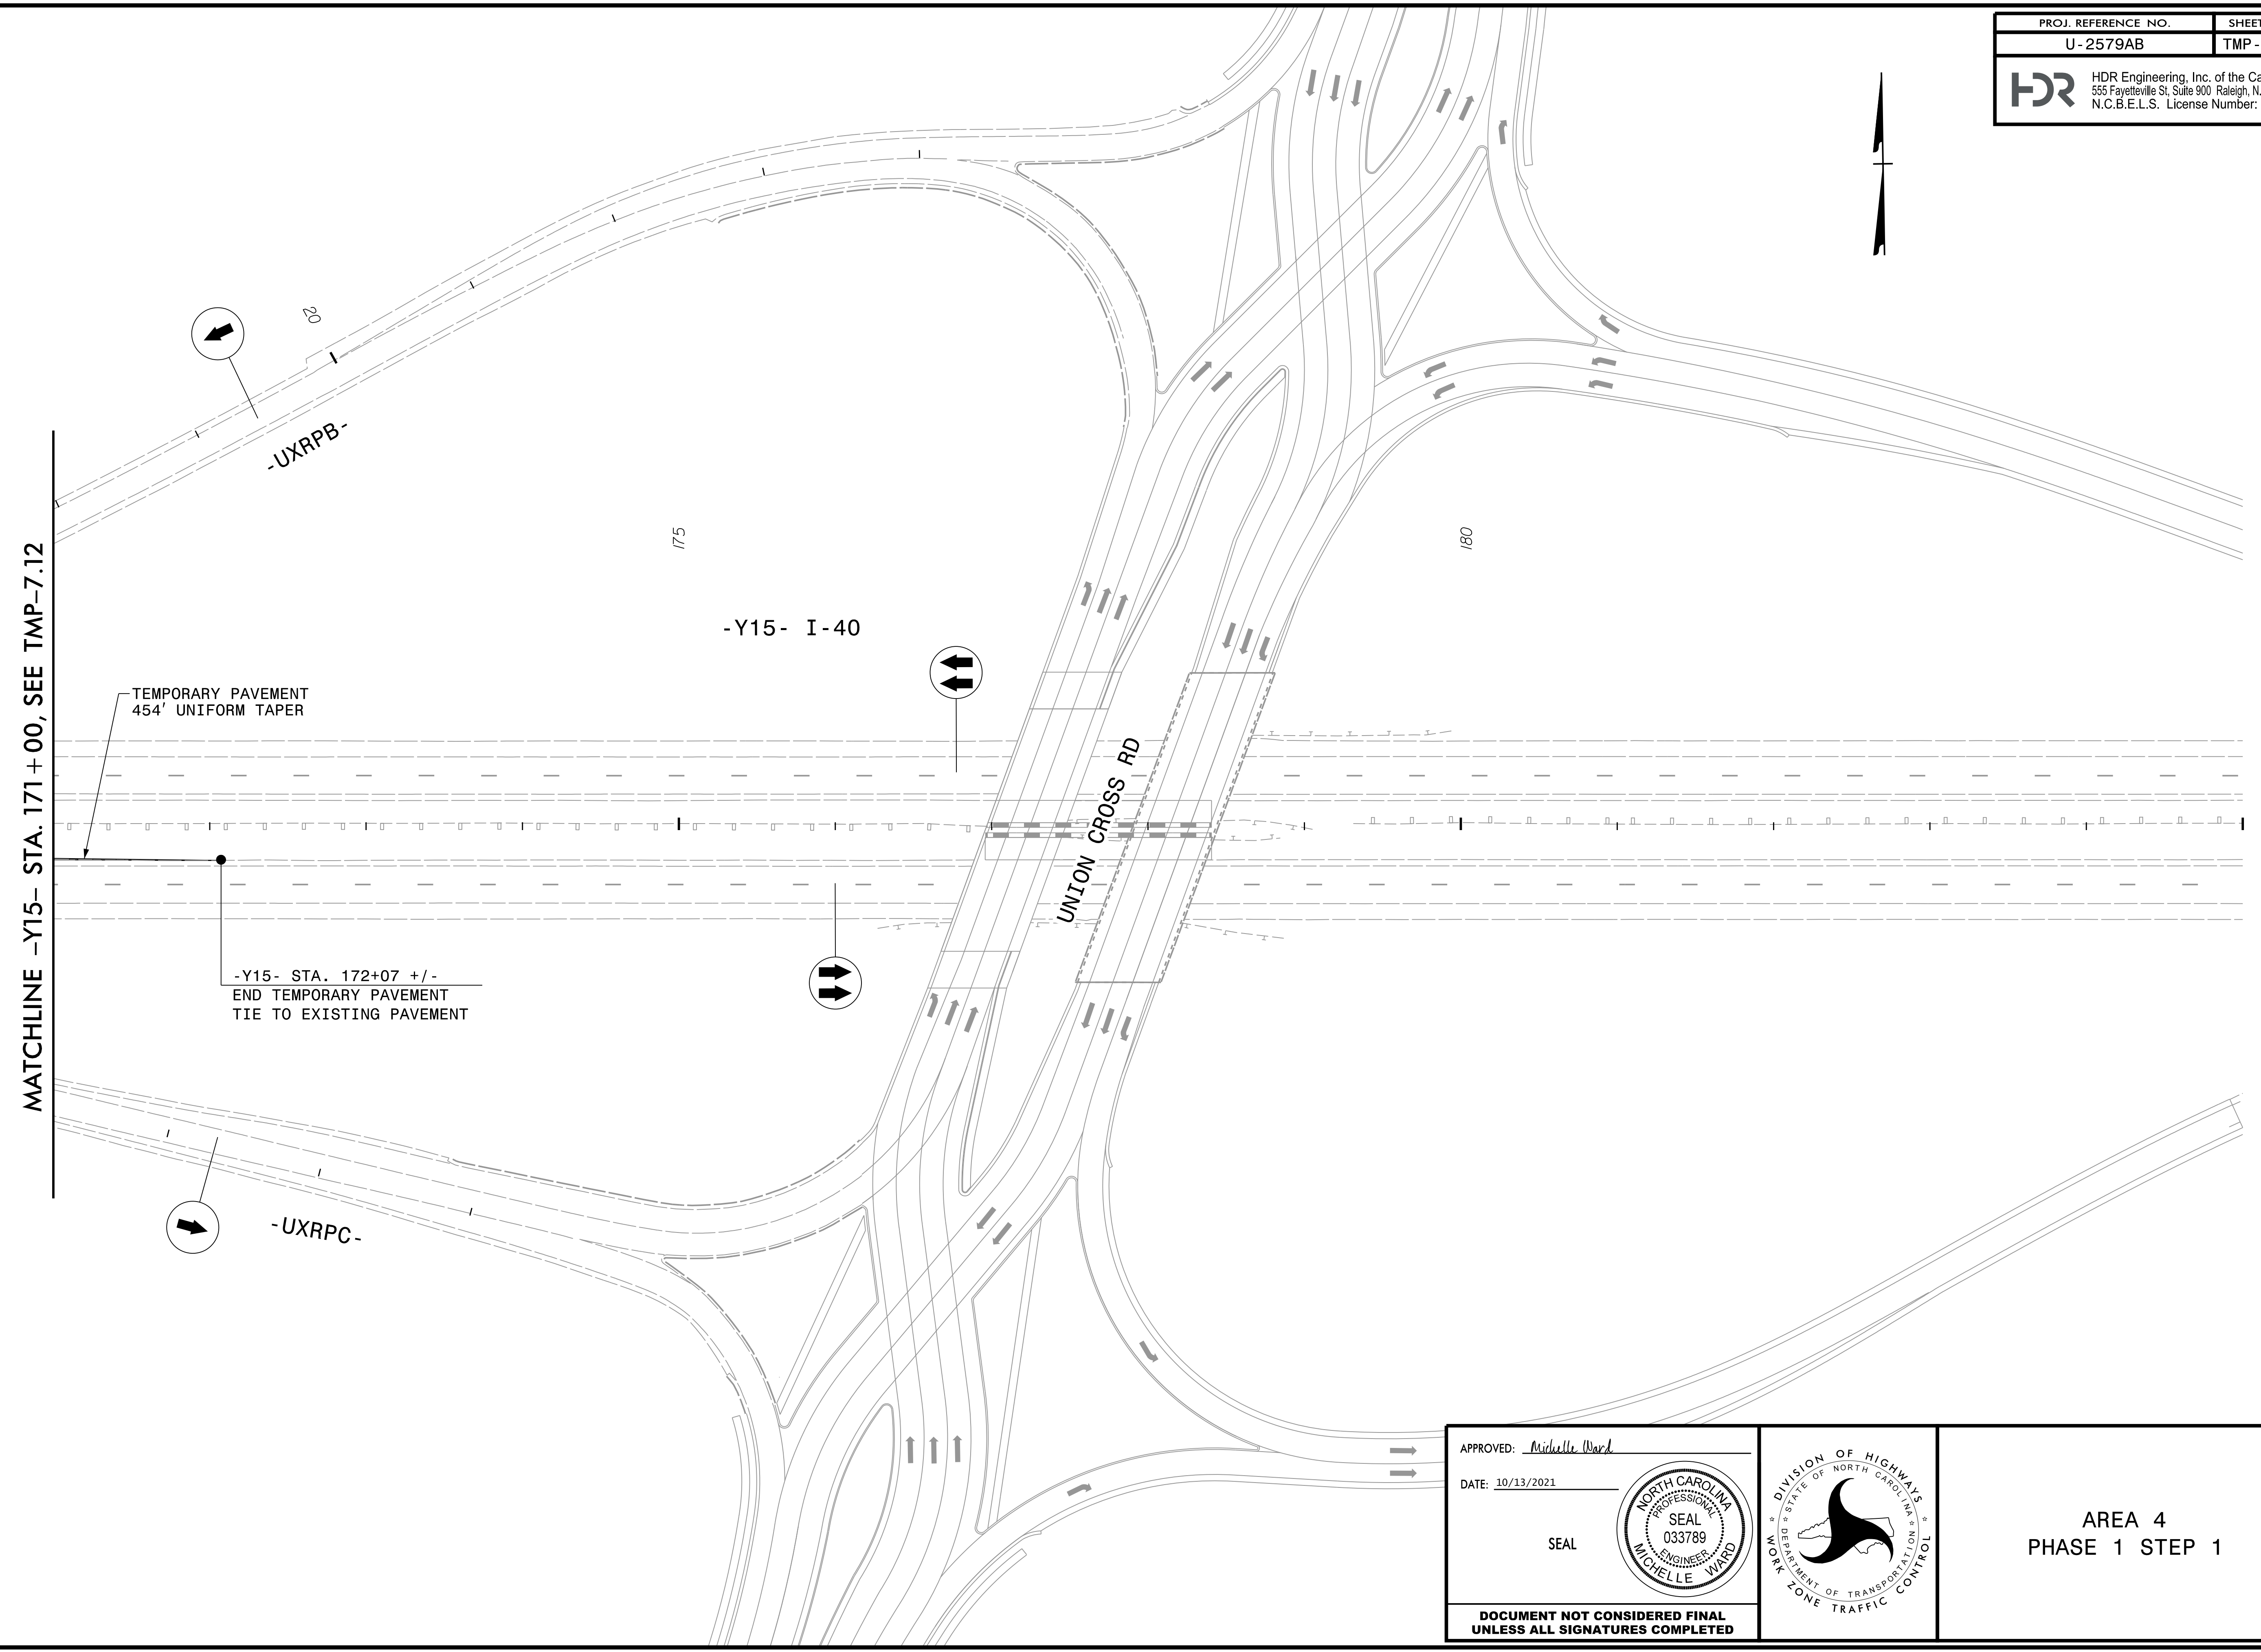 PROJ. REFERENCE NO.
SHEET
U-2579AB
TMP-
HDR
HDR Engineering, Inc. of the Ca
555 Fayetteville St, Suite 900 Raleigh, N.
N.C.B.E.L.S. License Number:
20
-UXRPB-
175
180
-Y15- I-40
MATCHLINE -Y15- STA. 171+00, SEE TMP-7.12
TEMPORARY PAVEMENT
454' UNIFORM TAPER
UNION CROSS RD
-Y15- STA. 172+07 +/-
END TEMPORARY PAVEMENT
TIE TO EXISTING PAVEMENT
-UXRPC-
APPROVED: Michelle Ward
DATE: 10/13/2021
SEAL
NORTH CAROLINA
PROFESSIONAL
SEAL
033789
ENGINEER
MICHELLE WARD
DOCUMENT NOT CONSIDERED FINAL
UNLESS ALL SIGNATURES COMPLETED
DIVISION OF HIGHWAYS
STATE OF NORTH CAROLINA
DEPARTMENT OF TRANSPORTATION
WORK ZONE TRAFFIC CONTROL
AREA 4
PHASE 1 STEP 1